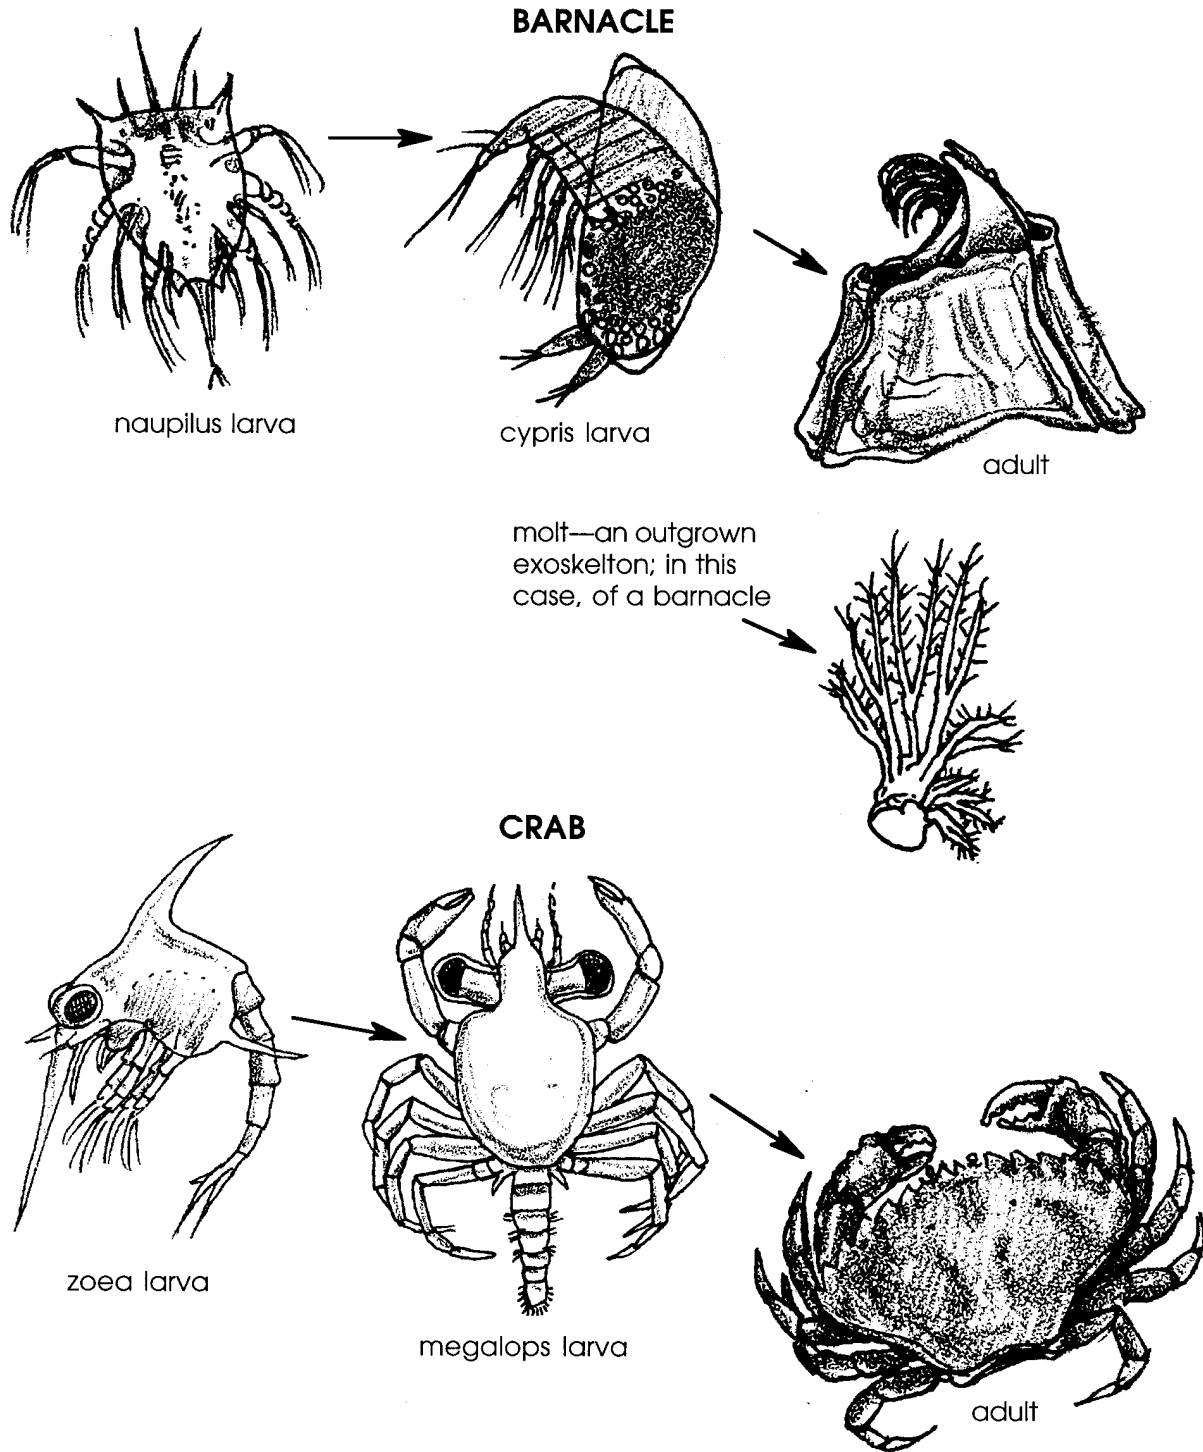 BARNACLE
naupilus larva
cypris larva
adult
molt—an outgrown
exoskelton; in this
case, of a barnacle
CRAB
zoea larva
megalops larva
adult